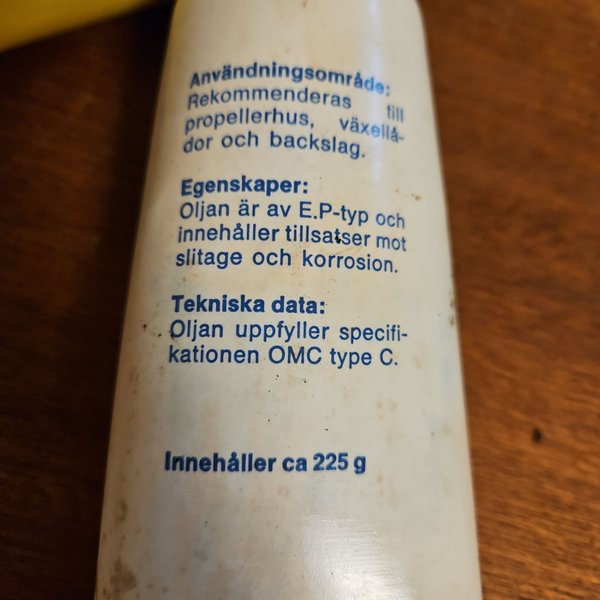 Användningsområde:
Rekommenderas till
propellerhus, växellå-
dor och backslag.
Egenskaper:
Oljan är av E.P-typ och
innehåller tillsatser mot
slitage och korrosion.
Tekniska data:
Oljan uppfyller specifi-
kationen OMC type C.
Innehåller ca 225 g